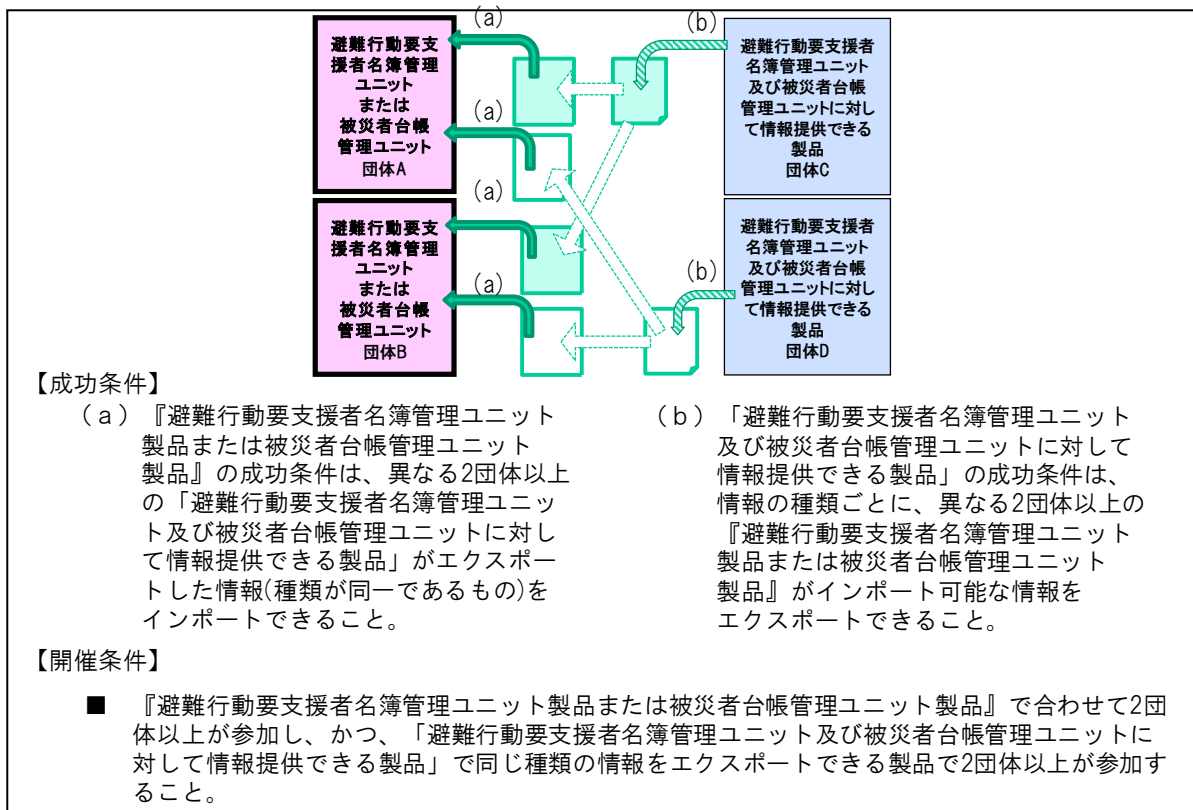 (a)
(b)
避難行動要支
援者名簿管理
ユニット
または
被災者台帳
管理ユニット
団体A
避難行動要支援者
名簿管理ユニット
及び被災者台帳
管理ユニットに対し
て情報提供できる
製品
団体C
(a)
(a)
避難行動要支
援者名簿管理
ユニット
または
被災者台帳
管理ユニット
団体B
避難行動要支援者
名簿管理ユニット
及び被災者台帳
管理ユニットに対し
て情報提供できる
製品
団体D
(b)
(a)
【成功条件】
(a)『避難行動要支援者名簿管理ユニット
製品または被災者台帳管理ユニット
製品』の成功条件は、異なる2団体以上
の「避難行動要支援者名簿管理ユニッ
ト及び被災者台帳管理ユニットに対し
て情報提供できる製品」がエクスポー
トした情報(種類が同一であるもの)を
インポートできること。
(b)「避難行動要支援者名簿管理ユニット
及び被災者台帳管理ユニットに対して
情報提供できる製品」の成功条件は、
情報の種類ごとに、異なる2団体以上の
『避難行動要支援者名簿管理ユニット
製品または被災者台帳管理ユニット
製品』がインポート可能な情報を
エクスポートできること。
【開催条件】
■ 『避難行動要支援者名簿管理ユニット製品または被災者台帳管理ユニット製品』で合わせて2団
体以上が参加し、かつ、「避難行動要支援者名簿管理ユニット及び被災者台帳管理ユニットに
対して情報提供できる製品」で同じ種類の情報をエクスポートできる製品で2団体以上が参加す
ること。